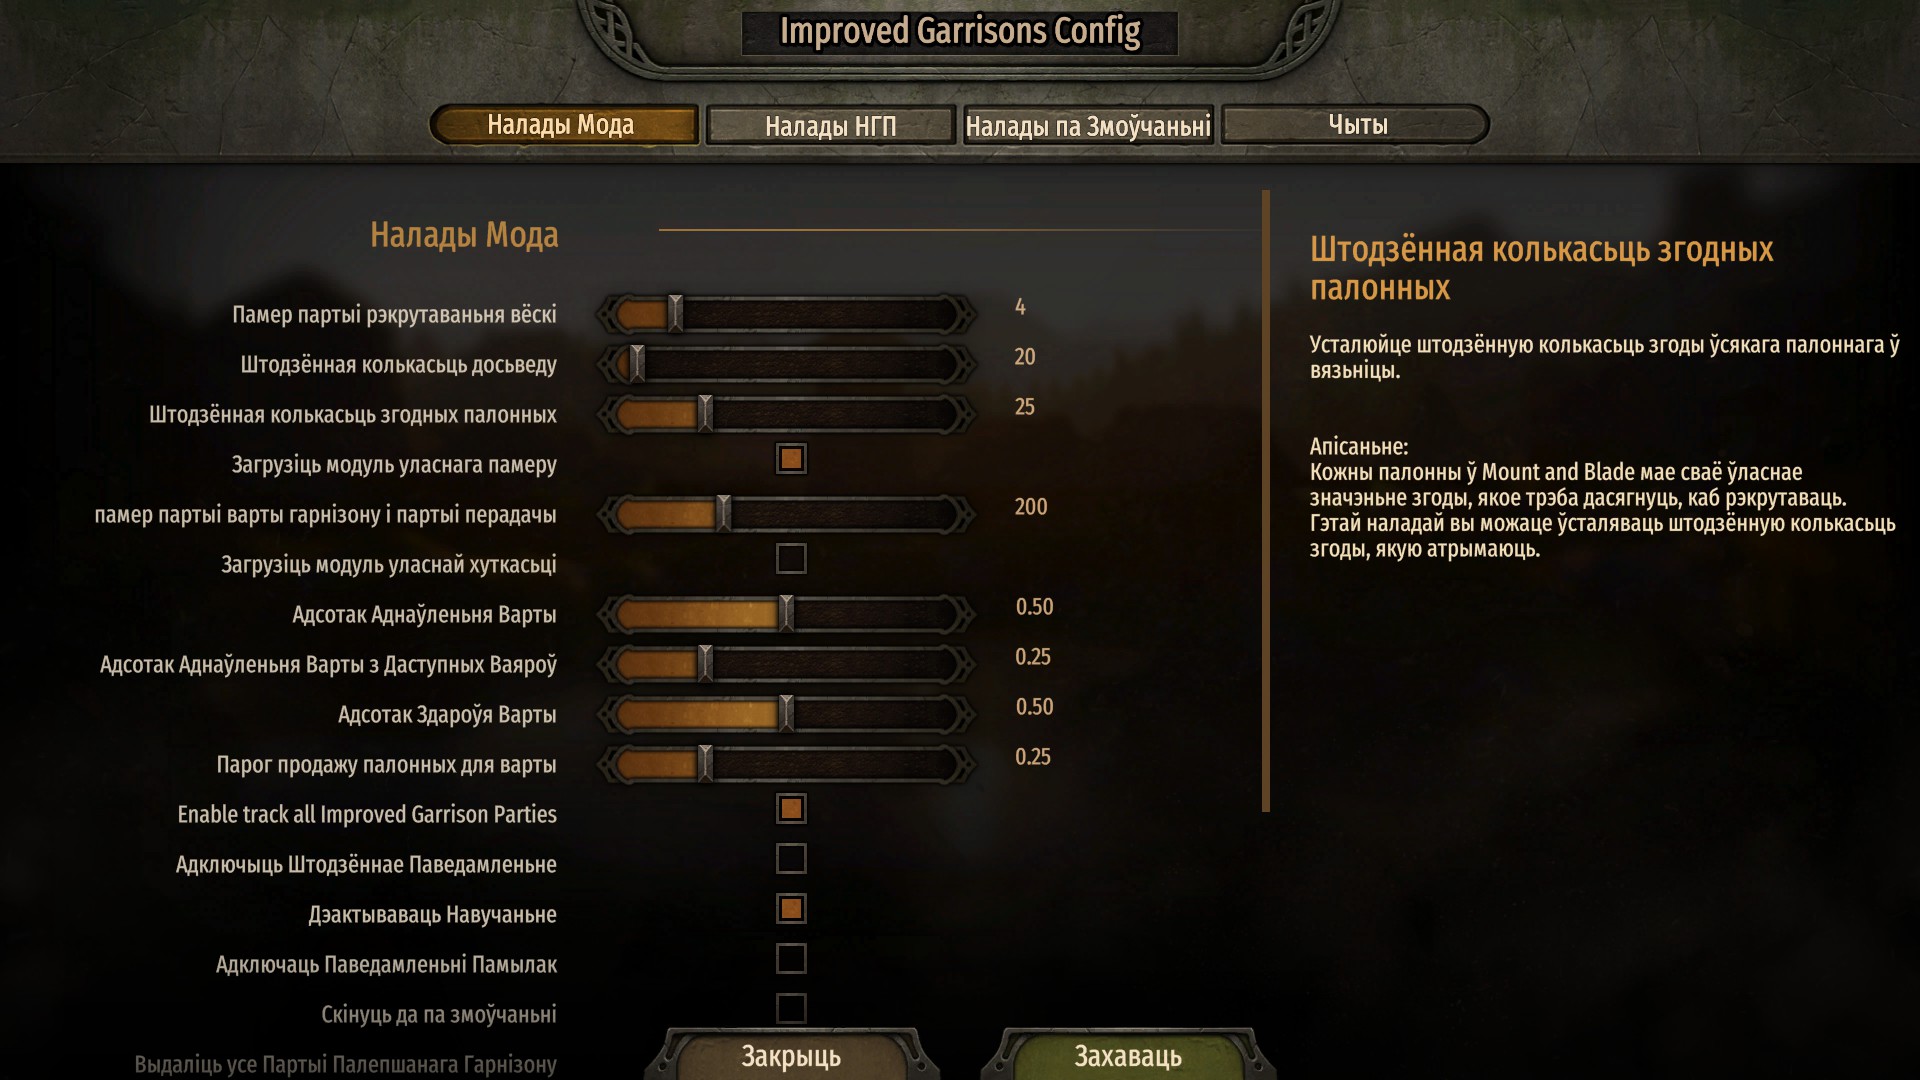 Improved Garrisons Config
Налады Мода
Налады НГП
Налады па Змоўчаньні
Чыты
Налады Мода
Памер партыі рэкрутаваньня вёскі
4
Штодзённая колькасьць досьведу
20
Штодзённая колькасьць згодных палонных
25
Загрузіць модуль уласнага памеру
памер партыі варты гарнізону і партыі перадачы
200
Загрузіць модуль уласнай хуткасьці
Адсотак Аднаўленьня Варты
0.50
Адсотак Аднаўленьня Варты з Даступных Ваяроў
0.25
Адсотак Здароўя Варты
0.50
Парог продажу палонных для варты
0.25
Enable track all Improved Garrison Parties
Адключыць Штодзённае Паведамленьне
Дэактываваць Навучаньне
Адключаць Паведамленьні Памылак
Скінуць да па змоўчаньні
Выдаліць усе Партыі Палепшанага Гарнізону
Штодзённая колькасьць згодных
палонных
Усталюйце штодзённую колькасьць згоды ўсякага палоннага ў
вязьніцы.
Апісаньне:
Кожны палонны ў Mount and Blade мае сваё ўласнае
значэньне згоды, якое трэба дасягнуць, каб рэкрутаваць.
Гэтай наладай вы можаце ўсталяваць штодзённую колькасьць
згоды, якую атрымаюць.
Закрыць
Захаваць